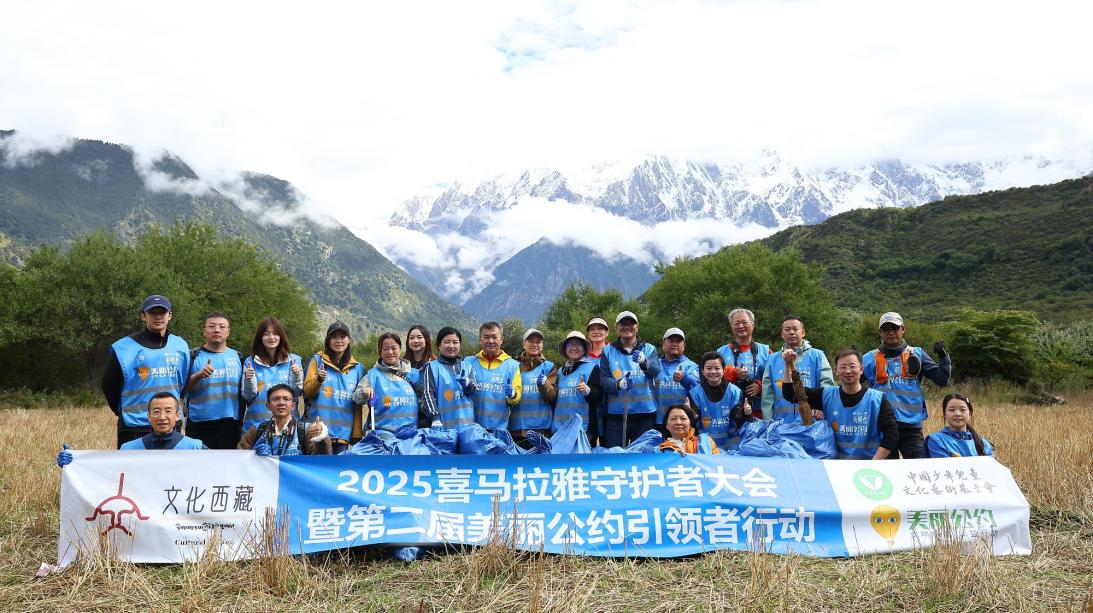 文化西藏
2025喜马拉雅守护者大会
暨第二届美丽公约引领者行动
中国少年儿童
文化艺术基金会
美丽公约